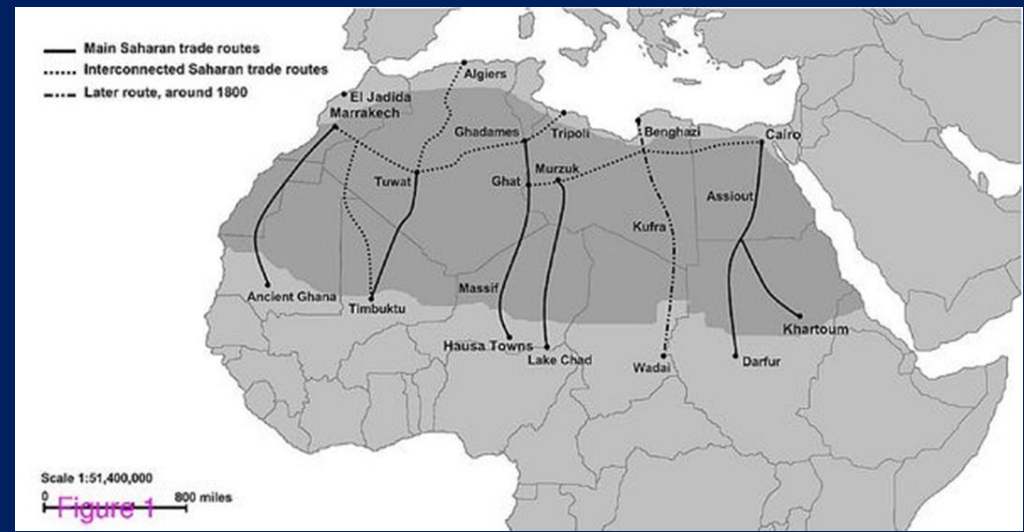 Main Saharan trade routes
Interconnected Saharan trade routes
Later route, around 1800
Algiers
El Jadida
Marrakech
Ghadames
Tripoli
Benghazi
Cairo
Tuwat
Ghat
Murzuk
Assiout
Kufra
Massif
Ancient Ghana
Timbuktu
Khartoum
Hausa Towns
Lake Chad
Wadai
Darfur
Scale 1:51,400,000
0
800 miles
Figure 1